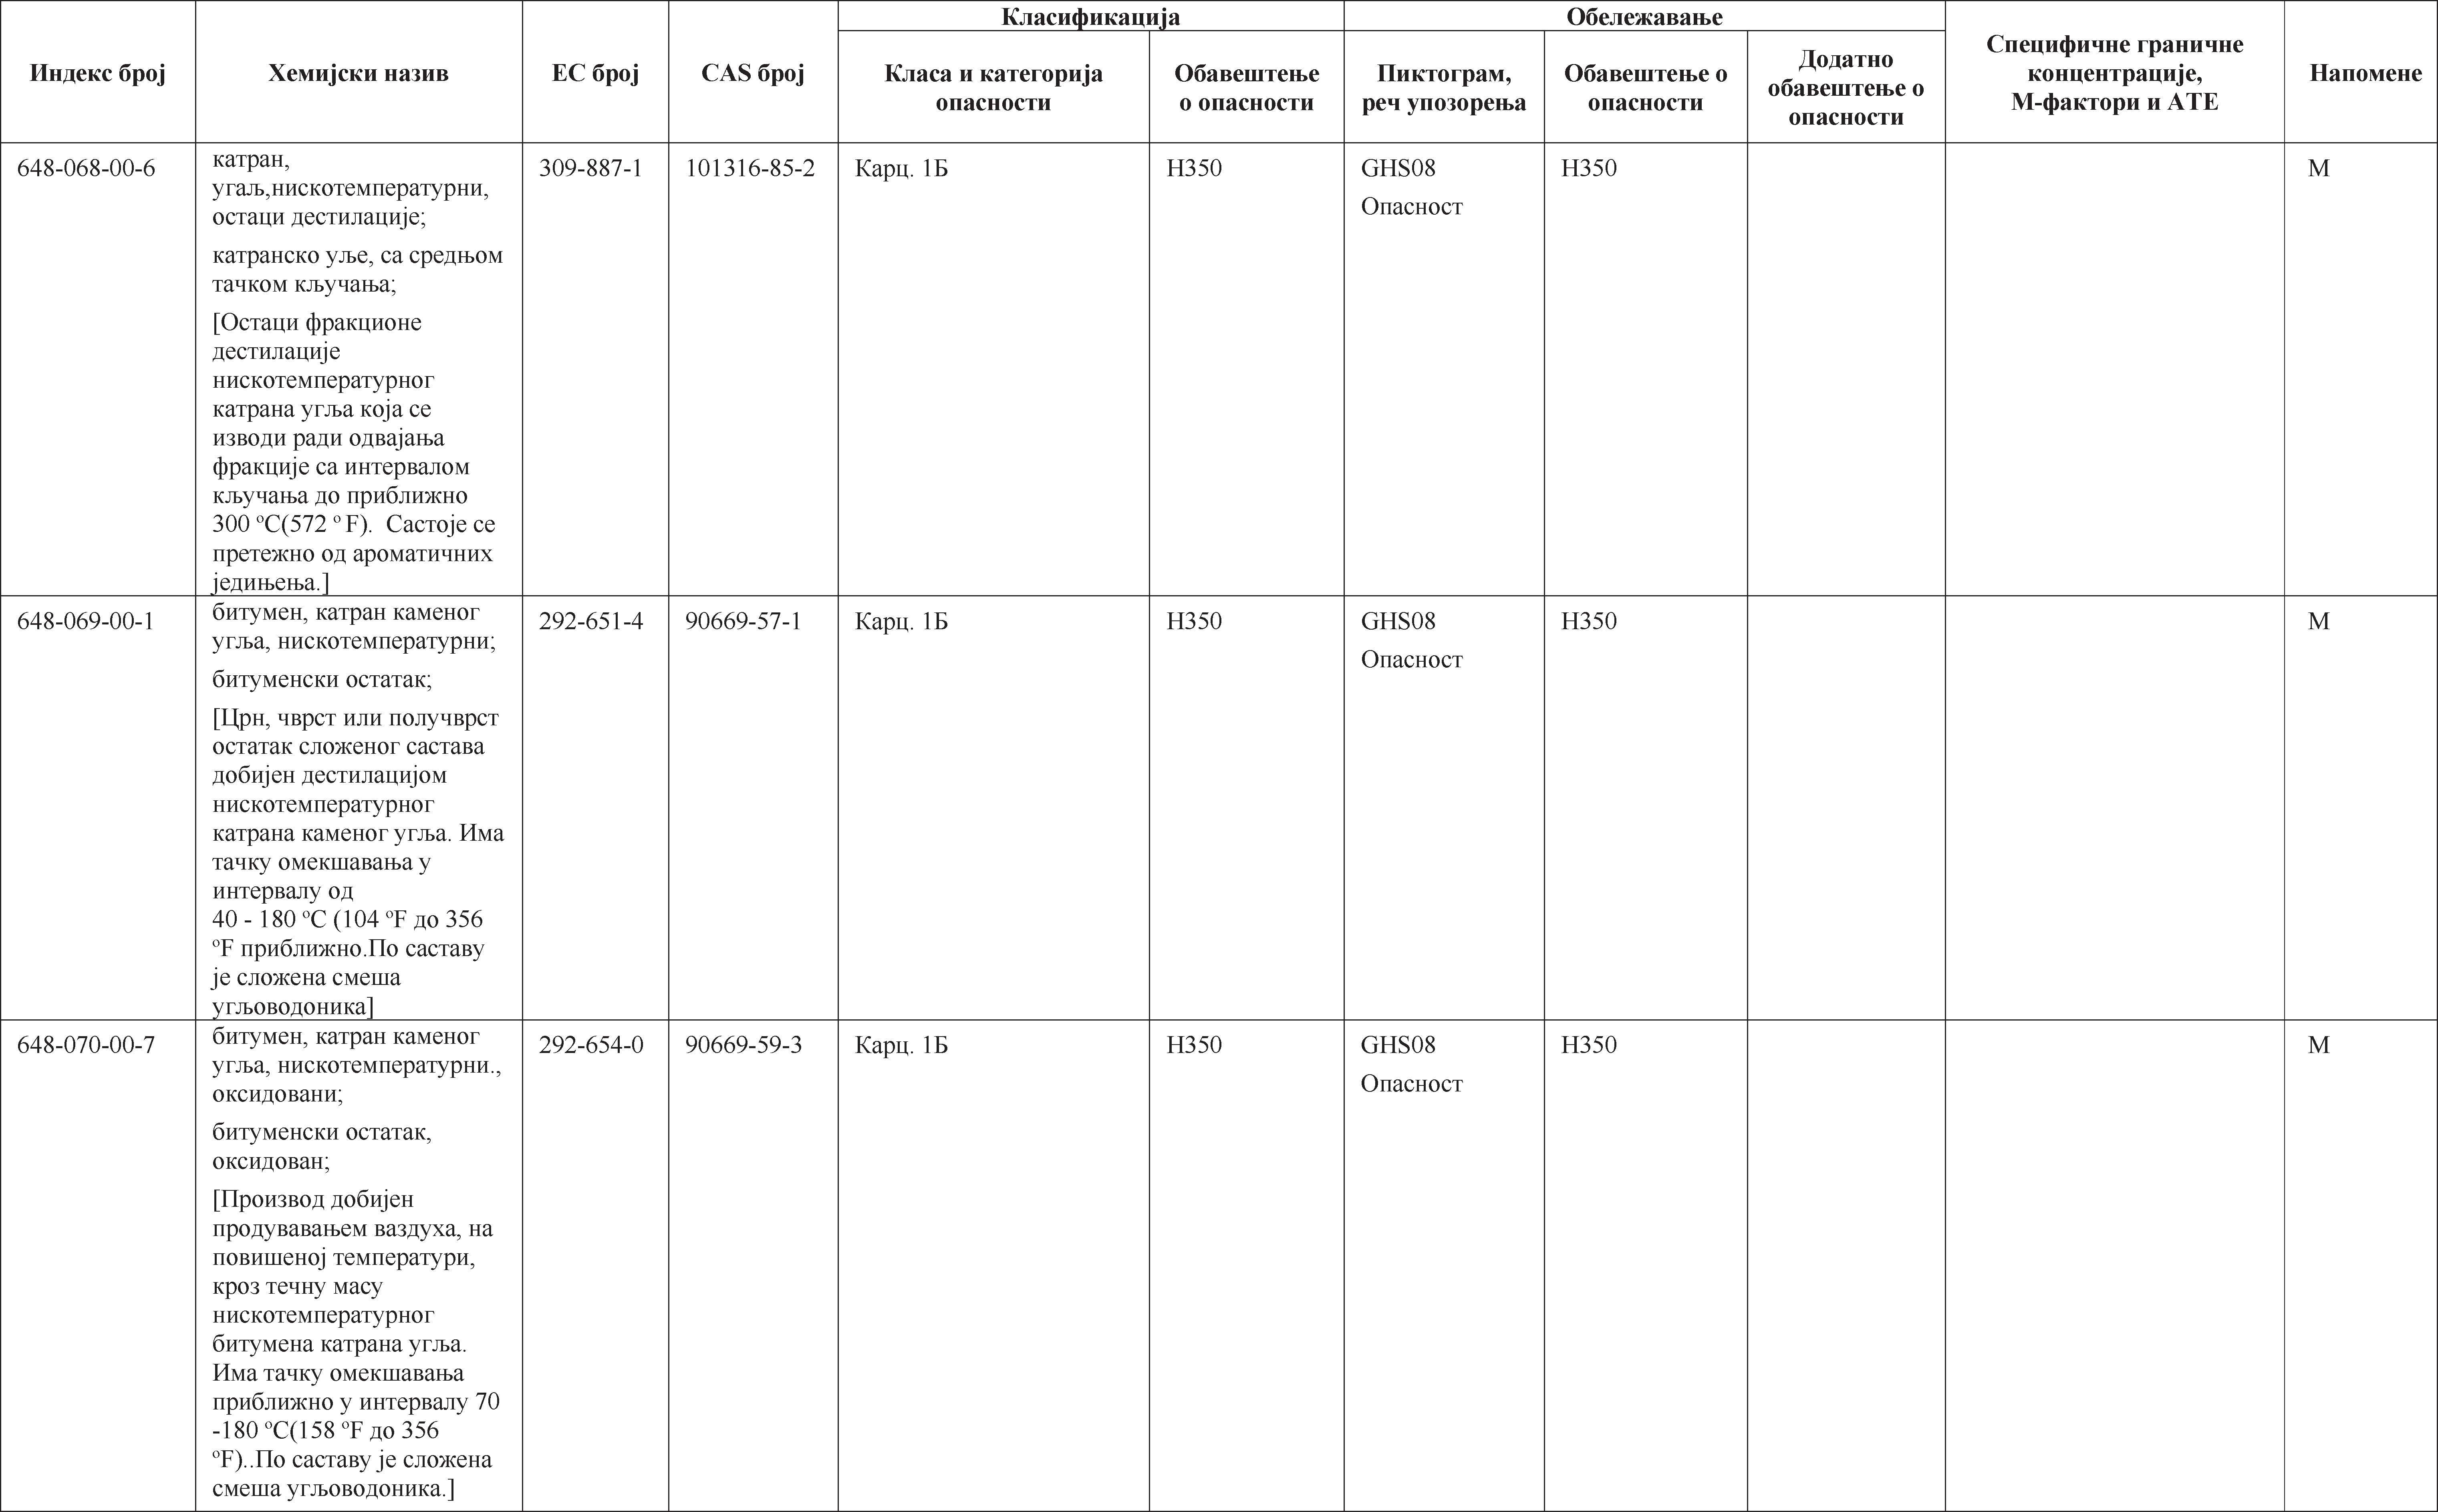 Класификација
Обележавање
Индекс број
Хемијски назив
ЕС број
CAS број
Класа и категорија
опасности
Обавештење
о опасности
Пиктограм,
реч упозорења
Обавештење о
опасности
Додатно
обавештење о
опасности
Специфичне граничне
концентрације,
М-фактори и АТЕ
Напомене
648-068-00-6
катран,
угаљ,нискотемпературни,
остаци дестилације;
катранско уље, са средњом
тачком кључања;
[Остаци фракционе
дестилације
нискотемпературног
катрана угља која се
изводи ради одвајања
фракције са интервалом
кључања до приближно
300 ºC(572 º F).  Састоје се
претежно од ароматичних
једињења.]
309-887-1
101316-85-2
Карц. 1Б
H350
GHS08
Опасност
H350
М
648-069-00-1
битумен, катран каменог
угља, нискотемпературни;
битуменски остатак;
[Црн, чврст или получврст
остатак сложеног састава
добијен дестилацијом
нискотемпературног
катрана каменог угља. Има
тачку омекшавања у
интервалу од
40 - 180 ºC (104 ºF до 356
ºF приближно.По саставу
је сложена смеша
угљоводоника]
292-651-4
90669-57-1
Карц. 1Б
H350
GHS08
Опасност
H350
М
648-070-00-7
битумен, катран каменог
угља, нискотемпературни.,
оксидовани;
битуменски остатак,
оксидован;
[Производ добијен
продувавањем ваздуха, на
повишеној температури,
кроз течну масу
нискотемпературног
битумена катрана угља.
Има тачку омекшавања
приближно у интервалу 70
-180 ºC(158 ºF до 356
ºF)..По саставу је сложена
смеша угљоводоника.]
292-654-0
90669-59-3
Карц. 1Б
H350
GHS08
Опасност
H350
М